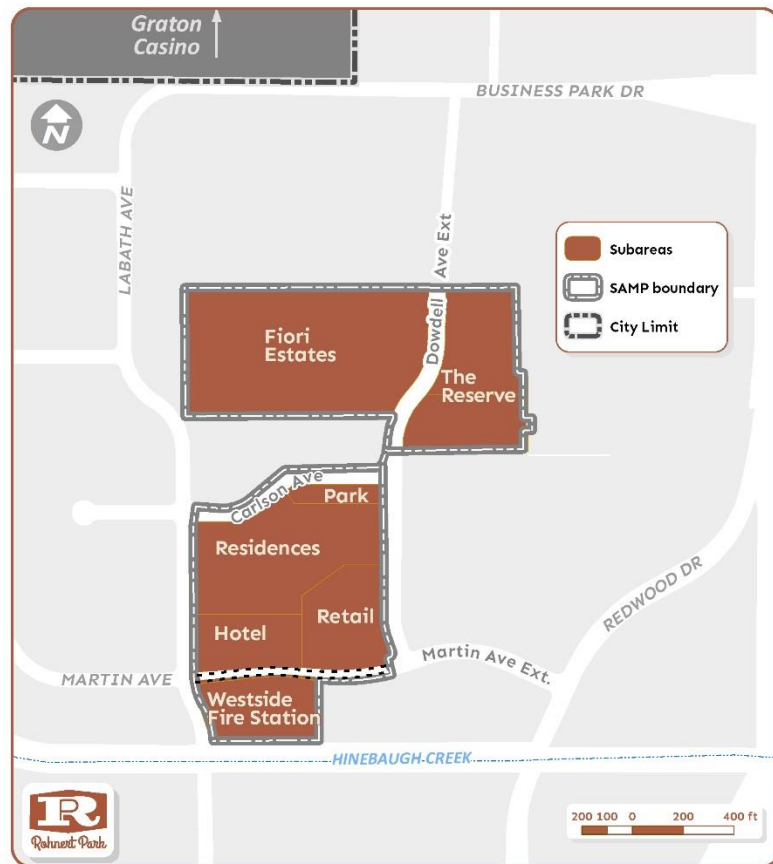 Graton
Casino
BUSINESS PARK DR
N
LABATH AVE
Dowdell Ave Ext
Subareas
SAMP boundary
City Limit
Fiori
Estates
The
Reserve
Carlson Ave
Park
Residences
Retail
Hotel
REDWOOD DR
MARTIN AVE
Martin Ave Ext.
Westside
Fire Station
HINEBAUGH CREEK
R
Rohnert Park
200 100 0 200 400 ft